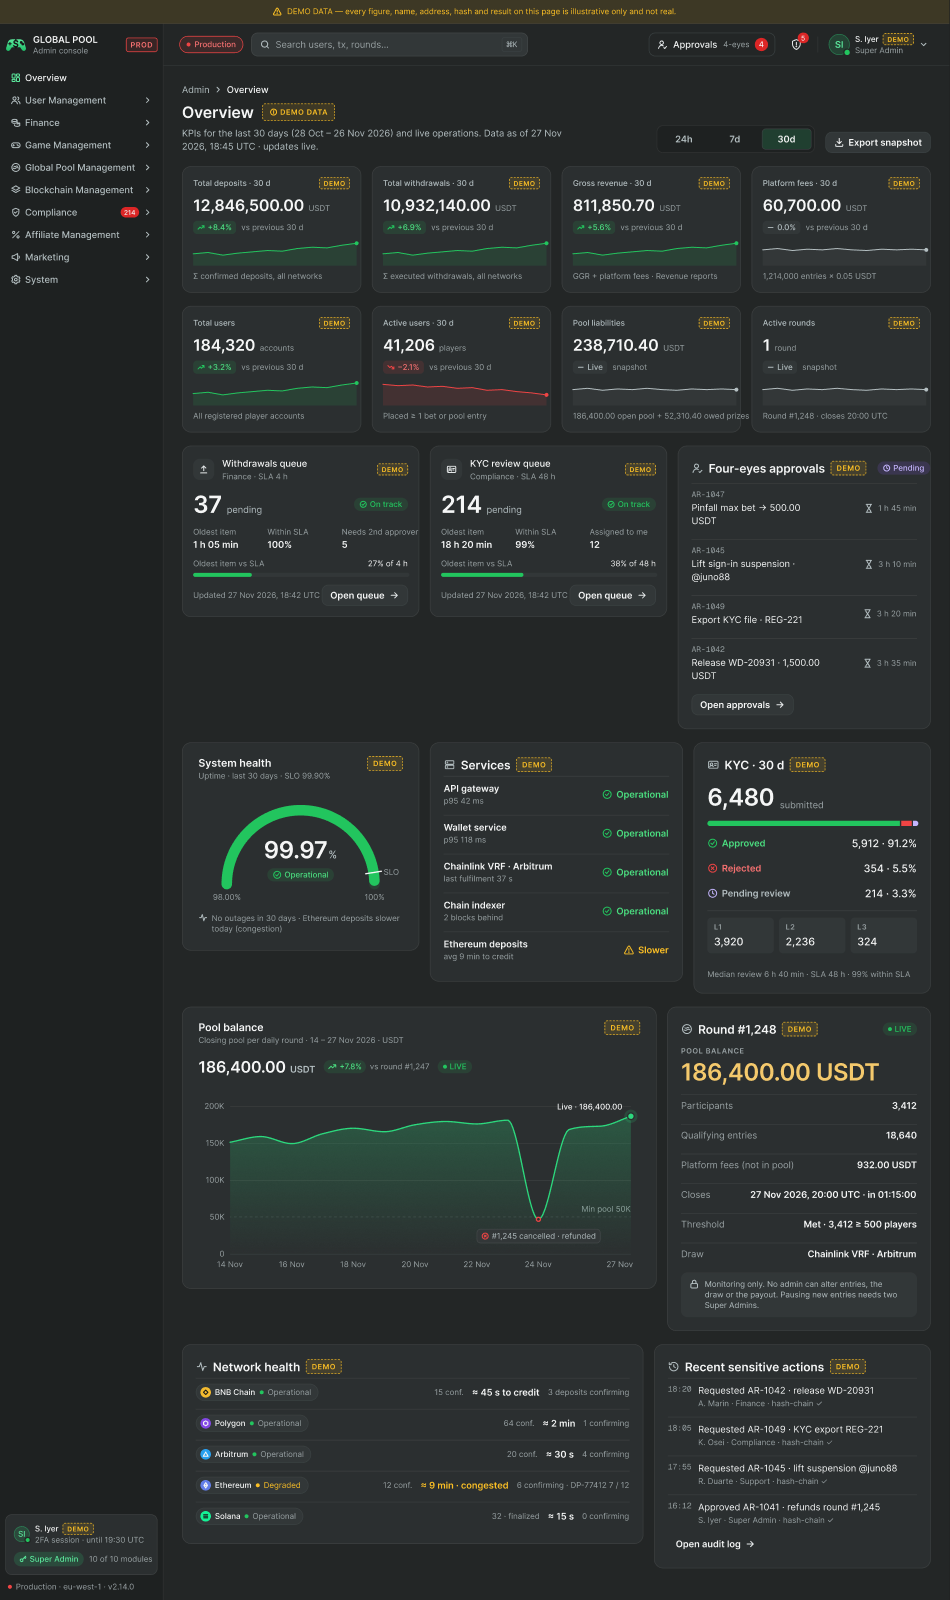 DEMO DATA — every figure, name, address, hash and result on this page is illustrative only and not real.
GLOBAL POOL
Admin console
PROD
Overview
User Management
Finance
Game Management
Global Pool Management
Blockchain Management
Compliance 214
Affiliate Management
Marketing
System
Production
Search users, tx, rounds...
⌘K
Approvals 4-eyes 4
5
SI
S. Iyer DEMO
Super Admin
Admin > Overview
Overview DEMO DATA
KPIs for the last 30 days (28 Oct – 26 Nov 2026) and live operations. Data as of 27 Nov
2026, 18:45 UTC · updates live.
24h 7d 30d
Export snapshot
Total deposits · 30 d DEMO
12,846,500.00 USDT
+8.4% vs previous 30 d
Σ confirmed deposits, all networks
Total withdrawals · 30 d DEMO
10,932,140.00 USDT
+6.9% vs previous 30 d
Σ executed withdrawals, all networks
Gross revenue · 30 d DEMO
811,850.70 USDT
+5.6% vs previous 30 d
GGR + platform fees · Revenue reports
Platform fees · 30 d DEMO
60,700.00 USDT
0.0% vs previous 30 d
1,214,000 entries × 0.05 USDT
Total users DEMO
184,320 accounts
+3.2% vs previous 30 d
All registered player accounts
Active users · 30 d DEMO
41,206 players
−2.1% vs previous 30 d
Placed ≥ 1 bet or pool entry
Pool liabilities DEMO
238,710.40 USDT
Live snapshot
186,400.00 open pool + 52,310.40 owed prizes
Active rounds DEMO
1 round
Live snapshot
Round #1,248 · closes 20:00 UTC
Withdrawals queue DEMO
Finance · SLA 4 h
37 pending
On track
Oldest item Within SLA Needs 2nd approver
1 h 05 min 100% 5
Oldest item vs SLA 27% of 4 h
Updated 27 Nov 2026, 18:42 UTC
Open queue →
KYC review queue DEMO
Compliance · SLA 48 h
214 pending
On track
Oldest item Within SLA Assigned to me
18 h 20 min 99% 12
Oldest item vs SLA 38% of 48 h
Updated 27 Nov 2026, 18:42 UTC
Open queue →
Four-eyes approvals DEMO Pending
AR-1047
Pinfall max bet → 500.00
USDT
1 h 45 min
AR-1045
Lift sign-in suspension ·
@juno88
3 h 10 min
AR-1049
Export KYC file · REG-221
3 h 20 min
AR-1042
Release WD-20931 · 1,500.00
USDT
3 h 35 min
Open approvals →
System health DEMO
Uptime · last 30 days · SLO 99.90%
99.97%
Operational
SLO
98.00% 100%
No outages in 30 days · Ethereum deposits slower
today (congestion)
Services DEMO
API gateway
p95 42 ms
Operational
Wallet service
p95 118 ms
Operational
Chainlink VRF · Arbitrum
last fulfilment 37 s
Operational
Chain indexer
2 blocks behind
Operational
Ethereum deposits
avg 9 min to credit
Slower
KYC · 30 d DEMO
6,480 submitted
Approved 5,912 · 91.2%
Rejected 354 · 5.5%
Pending review 214 · 3.3%
L1 L2 L3
3,920 2,236 324
Median review 6 h 40 min · SLA 48 h · 99% within SLA
Pool balance DEMO
Closing pool per daily round · 14 – 27 Nov 2026 · USDT
186,400.00 USDT +7.8% vs round #1,247 LIVE
Live · 186,400.00
200K
150K
100K
50K
0
Min pool 50K
#1,245 cancelled · refunded
14 Nov 16 Nov 18 Nov 20 Nov 22 Nov 24 Nov 27 Nov
Round #1,248 DEMO LIVE
POOL BALANCE
186,400.00 USDT
Participants 3,412
Qualifying entries 18,640
Platform fees (not in pool) 932.00 USDT
Closes 27 Nov 2026, 20:00 UTC · in 01:15:00
Threshold Met · 3,412 ≥ 500 players
Draw Chainlink VRF · Arbitrum
Monitoring only. No admin can alter entries, the
draw or the payout. Pausing new entries needs two
Super Admins.
Network health DEMO
BNB Chain Operational 15 conf. ≈ 45 s to credit 3 deposits confirming
Polygon Operational 64 conf. ≈ 2 min 1 confirming
Arbitrum Operational 20 conf. ≈ 30 s 4 confirming
Ethereum Degraded 12 conf. ≈ 9 min · congested 6 confirming · DP-77412 7 / 12
Solana Operational 32 · finalized ≈ 15 s 0 confirming
Recent sensitive actions DEMO
18:20 Requested AR-1042 · release WD-20931
A. Marin · Finance · hash-chain ✓
18:05 Requested AR-1049 · KYC export REG-221
K. Osei · Compliance · hash-chain ✓
17:55 Requested AR-1045 · lift suspension @juno88
R. Duarte · Support · hash-chain ✓
16:12 Approved AR-1041 · refunds round #1,245
S. Iyer · Super Admin · hash-chain ✓
Open audit log →
SI
S. Iyer DEMO
2FA session · until 19:30 UTC
Super Admin 10 of 10 modules
Production · eu-west-1 · v2.14.0